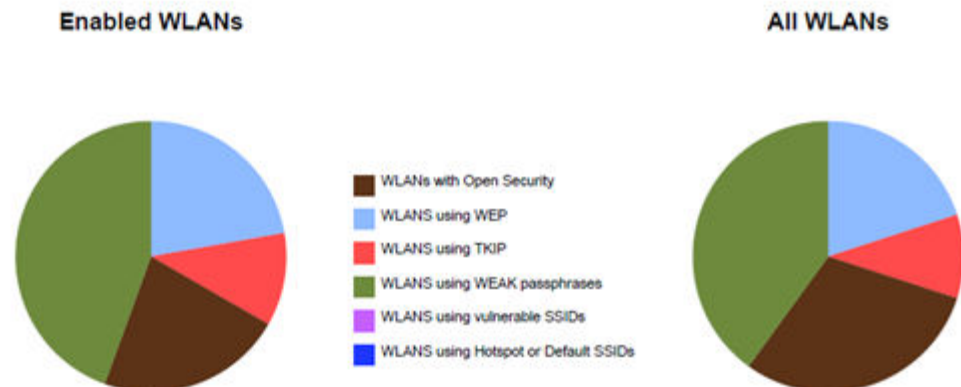 Enabled WLANs
All WLANs
WLANs with Open Security
WLANS using WEP
WLANS using TKIP
WLANS using WEAK passphrases
WLANS using vulnerable SSIDs
WLANS using Hotspot or Default SSIDs